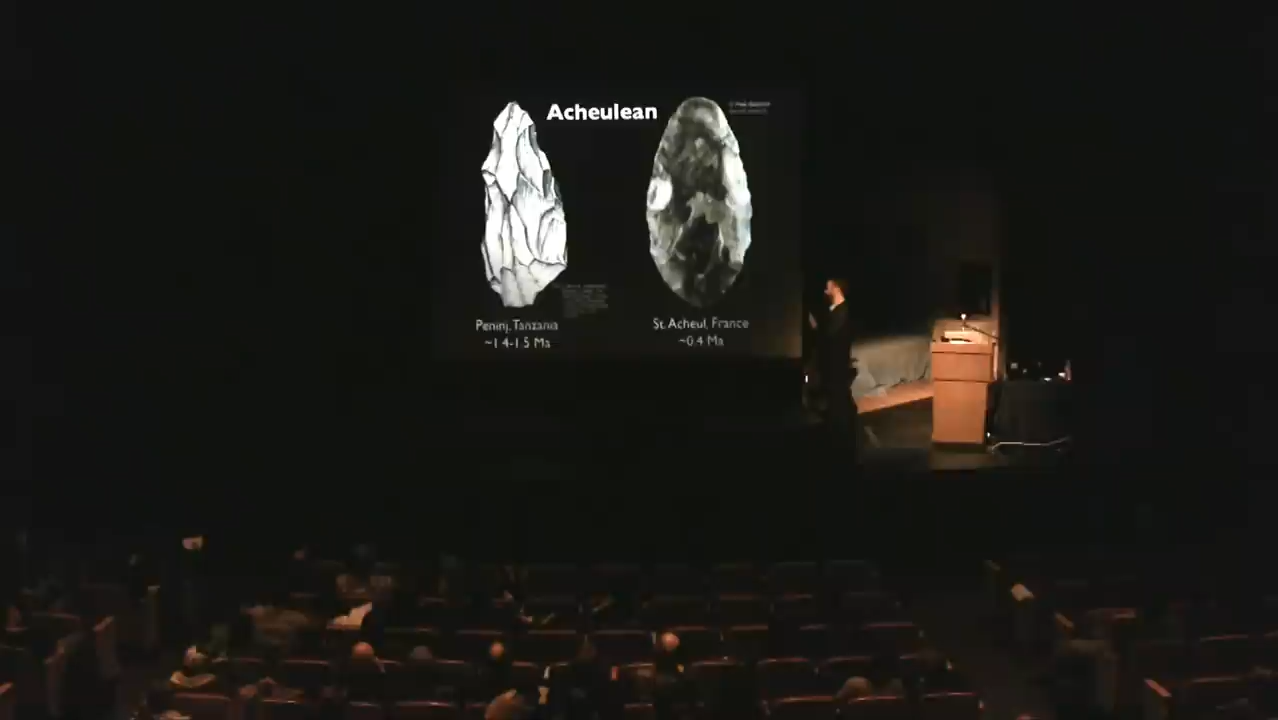 Acheulean
Peninj, Tanzania
~1.4-1.5 Ma
St. Acheul, France
~0.4 Ma